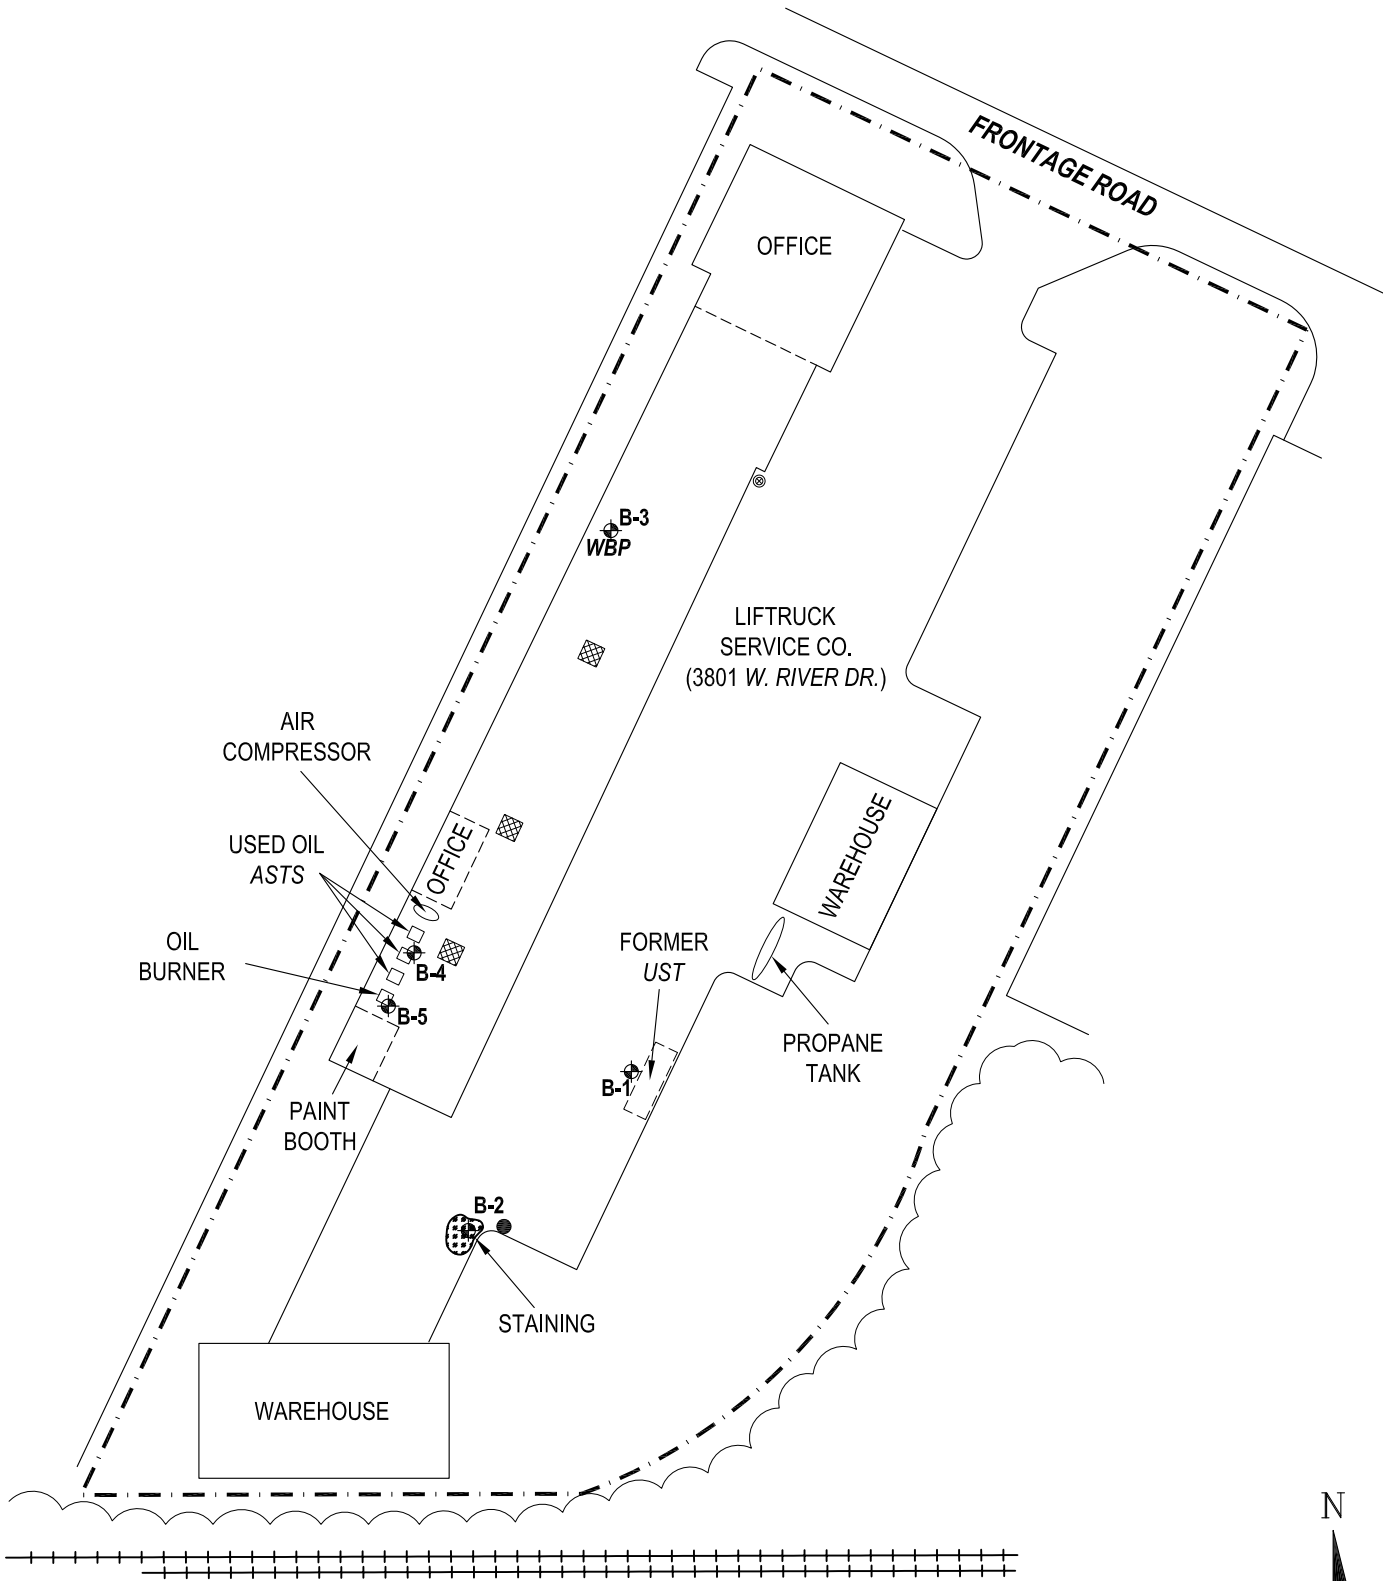 FRONTAGE ROAD
OFFICE
B-3
WBP
LIFTRUCK
SERVICE CO.
(3801 W. RIVER DR.)
AIR
COMPRESSOR
OFFICE
WAREHOUSE
USED OIL
ASTS
OIL
BURNER
B-4
B-5
FORMER
UST
PROPANE
TANK
B-1
PAINT
BOOTH
B-2
STAINING
WAREHOUSE
N